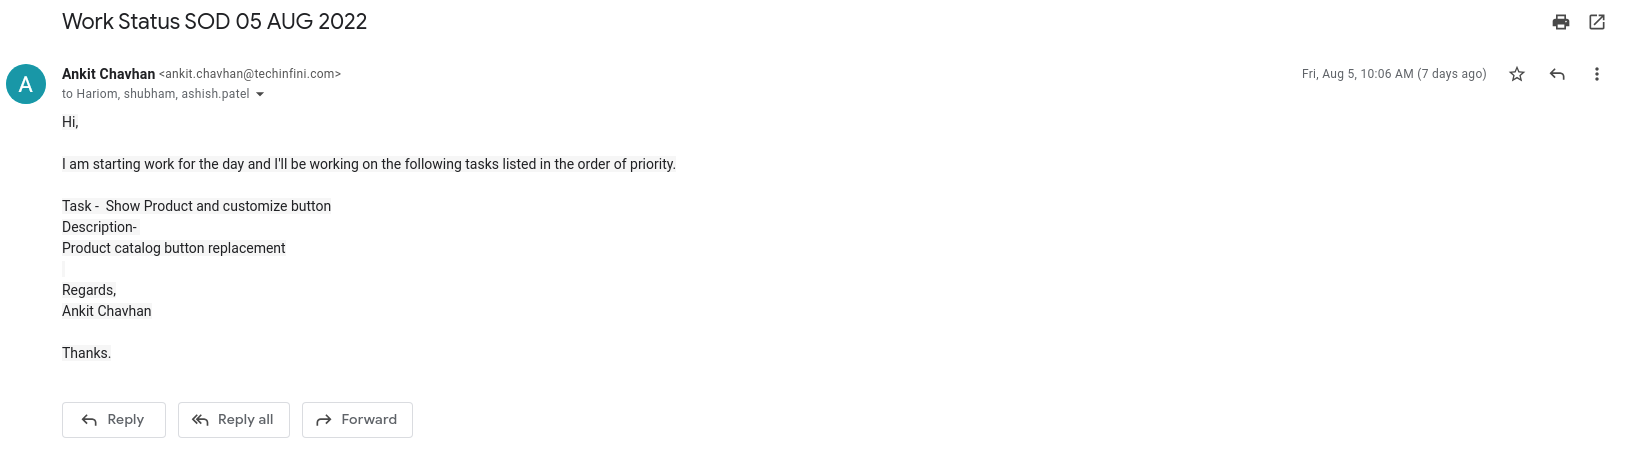 Work Status SOD 05 AUG 2022
A
Ankit Chavhan <ankit.chavhan@techinfini.com>
Fri, Aug 5, 10:06 AM (7 days ago)
to Hariom, shubham, ashish.patel
Hi,
I am starting work for the day and I'll be working on the following tasks listed in the order of priority.
Task -  Show Product and customize button
Description-
Product catalog button replacement
Regards,
Ankit Chavhan
Thanks.
Reply Reply all Forward